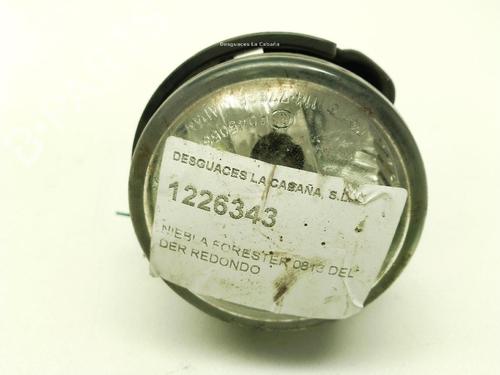 Desguaces La Cabaña
DESGUACES LA CABAÑA, S.L.
1226343
NIEBLA FORESTER 0813 DEL
DER REDONDO